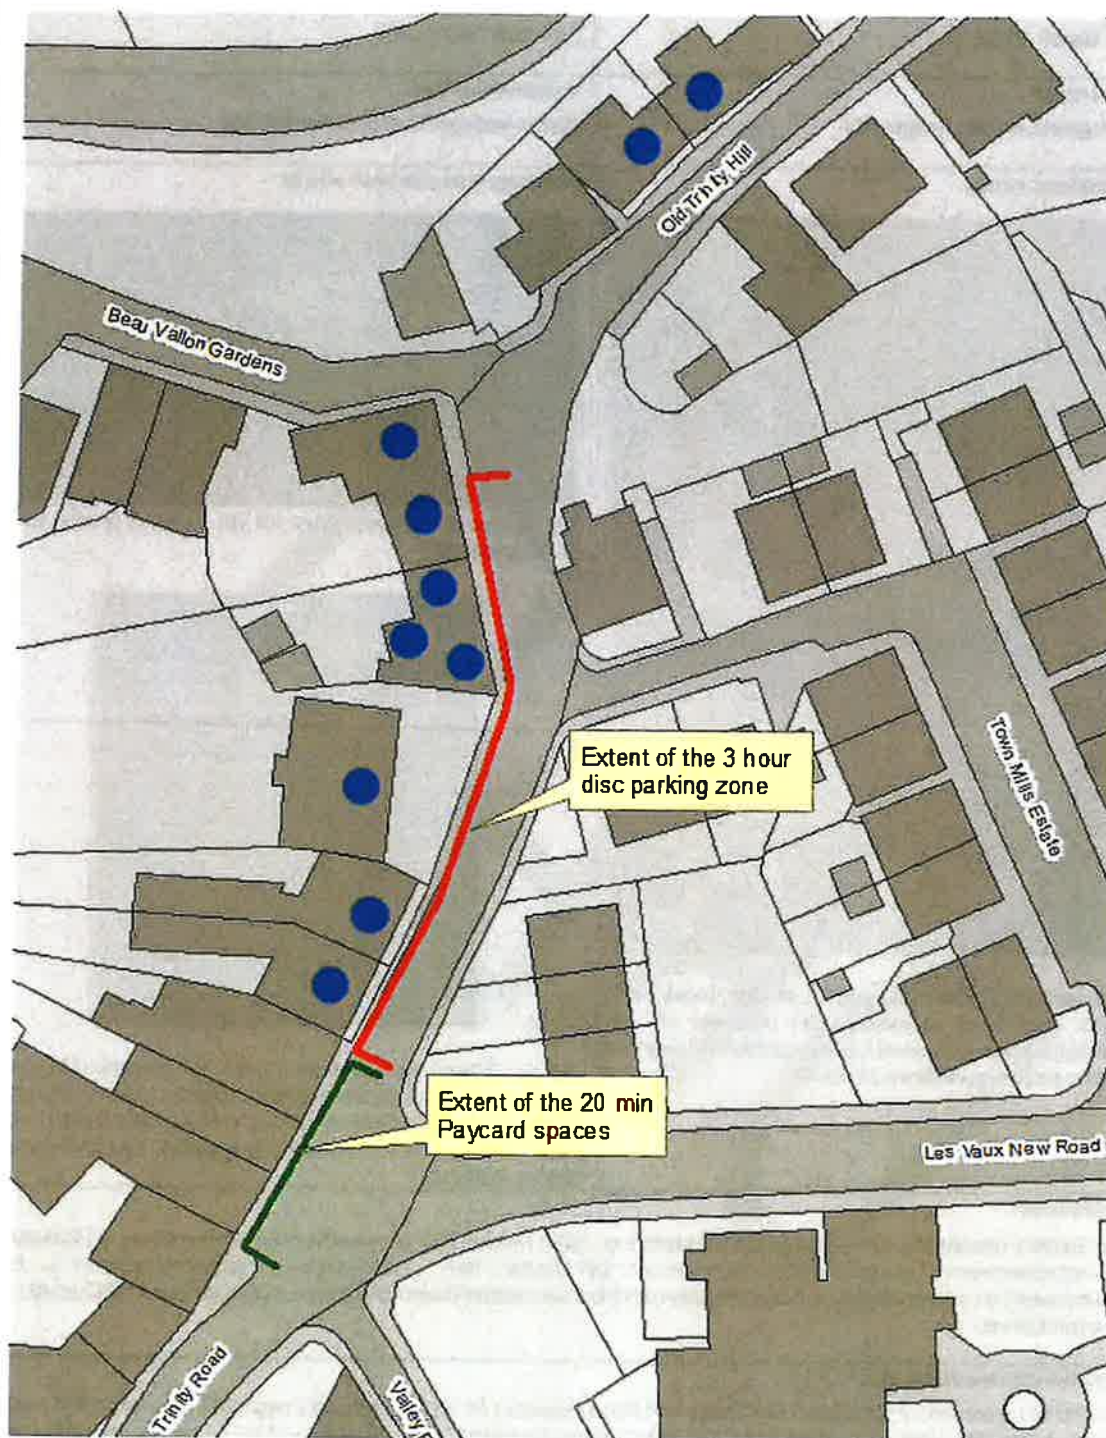 Old Trinity Hill
Beau Vallon Gardens
Extent of the 3 hour
disc parking zone
Town Mills Estate
Extent of the 20 min
Paycard spaces
Les Vaux New Road
Trinity Road
Valley